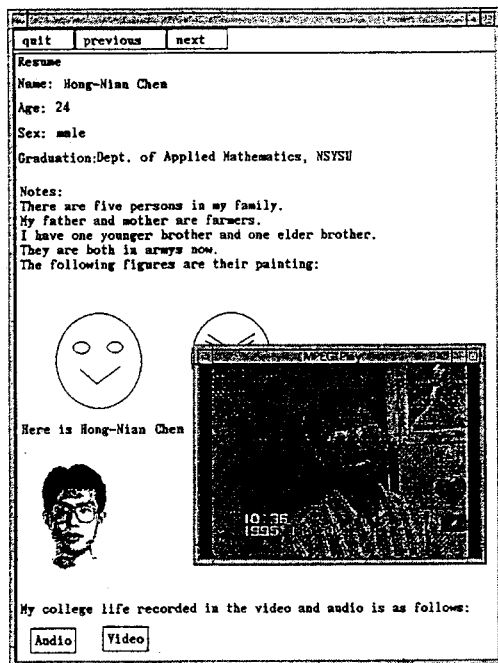 quit previous next
Resume
Name: Hong-Nian Chen
Age: 24
Sex: male
Graduation:Dept. of Applied Mathematics, NSYSU
Notes:
There are five persons in my family.
My father and mother are farmers.
I have one younger brother and one elder brother.
They are both in armys now.
The following figures are their painting:
MPEG Play
Here is Hong-Nian Chen
10:36
1995
My college life recorded in the video and audio is as follows:
Audio Video